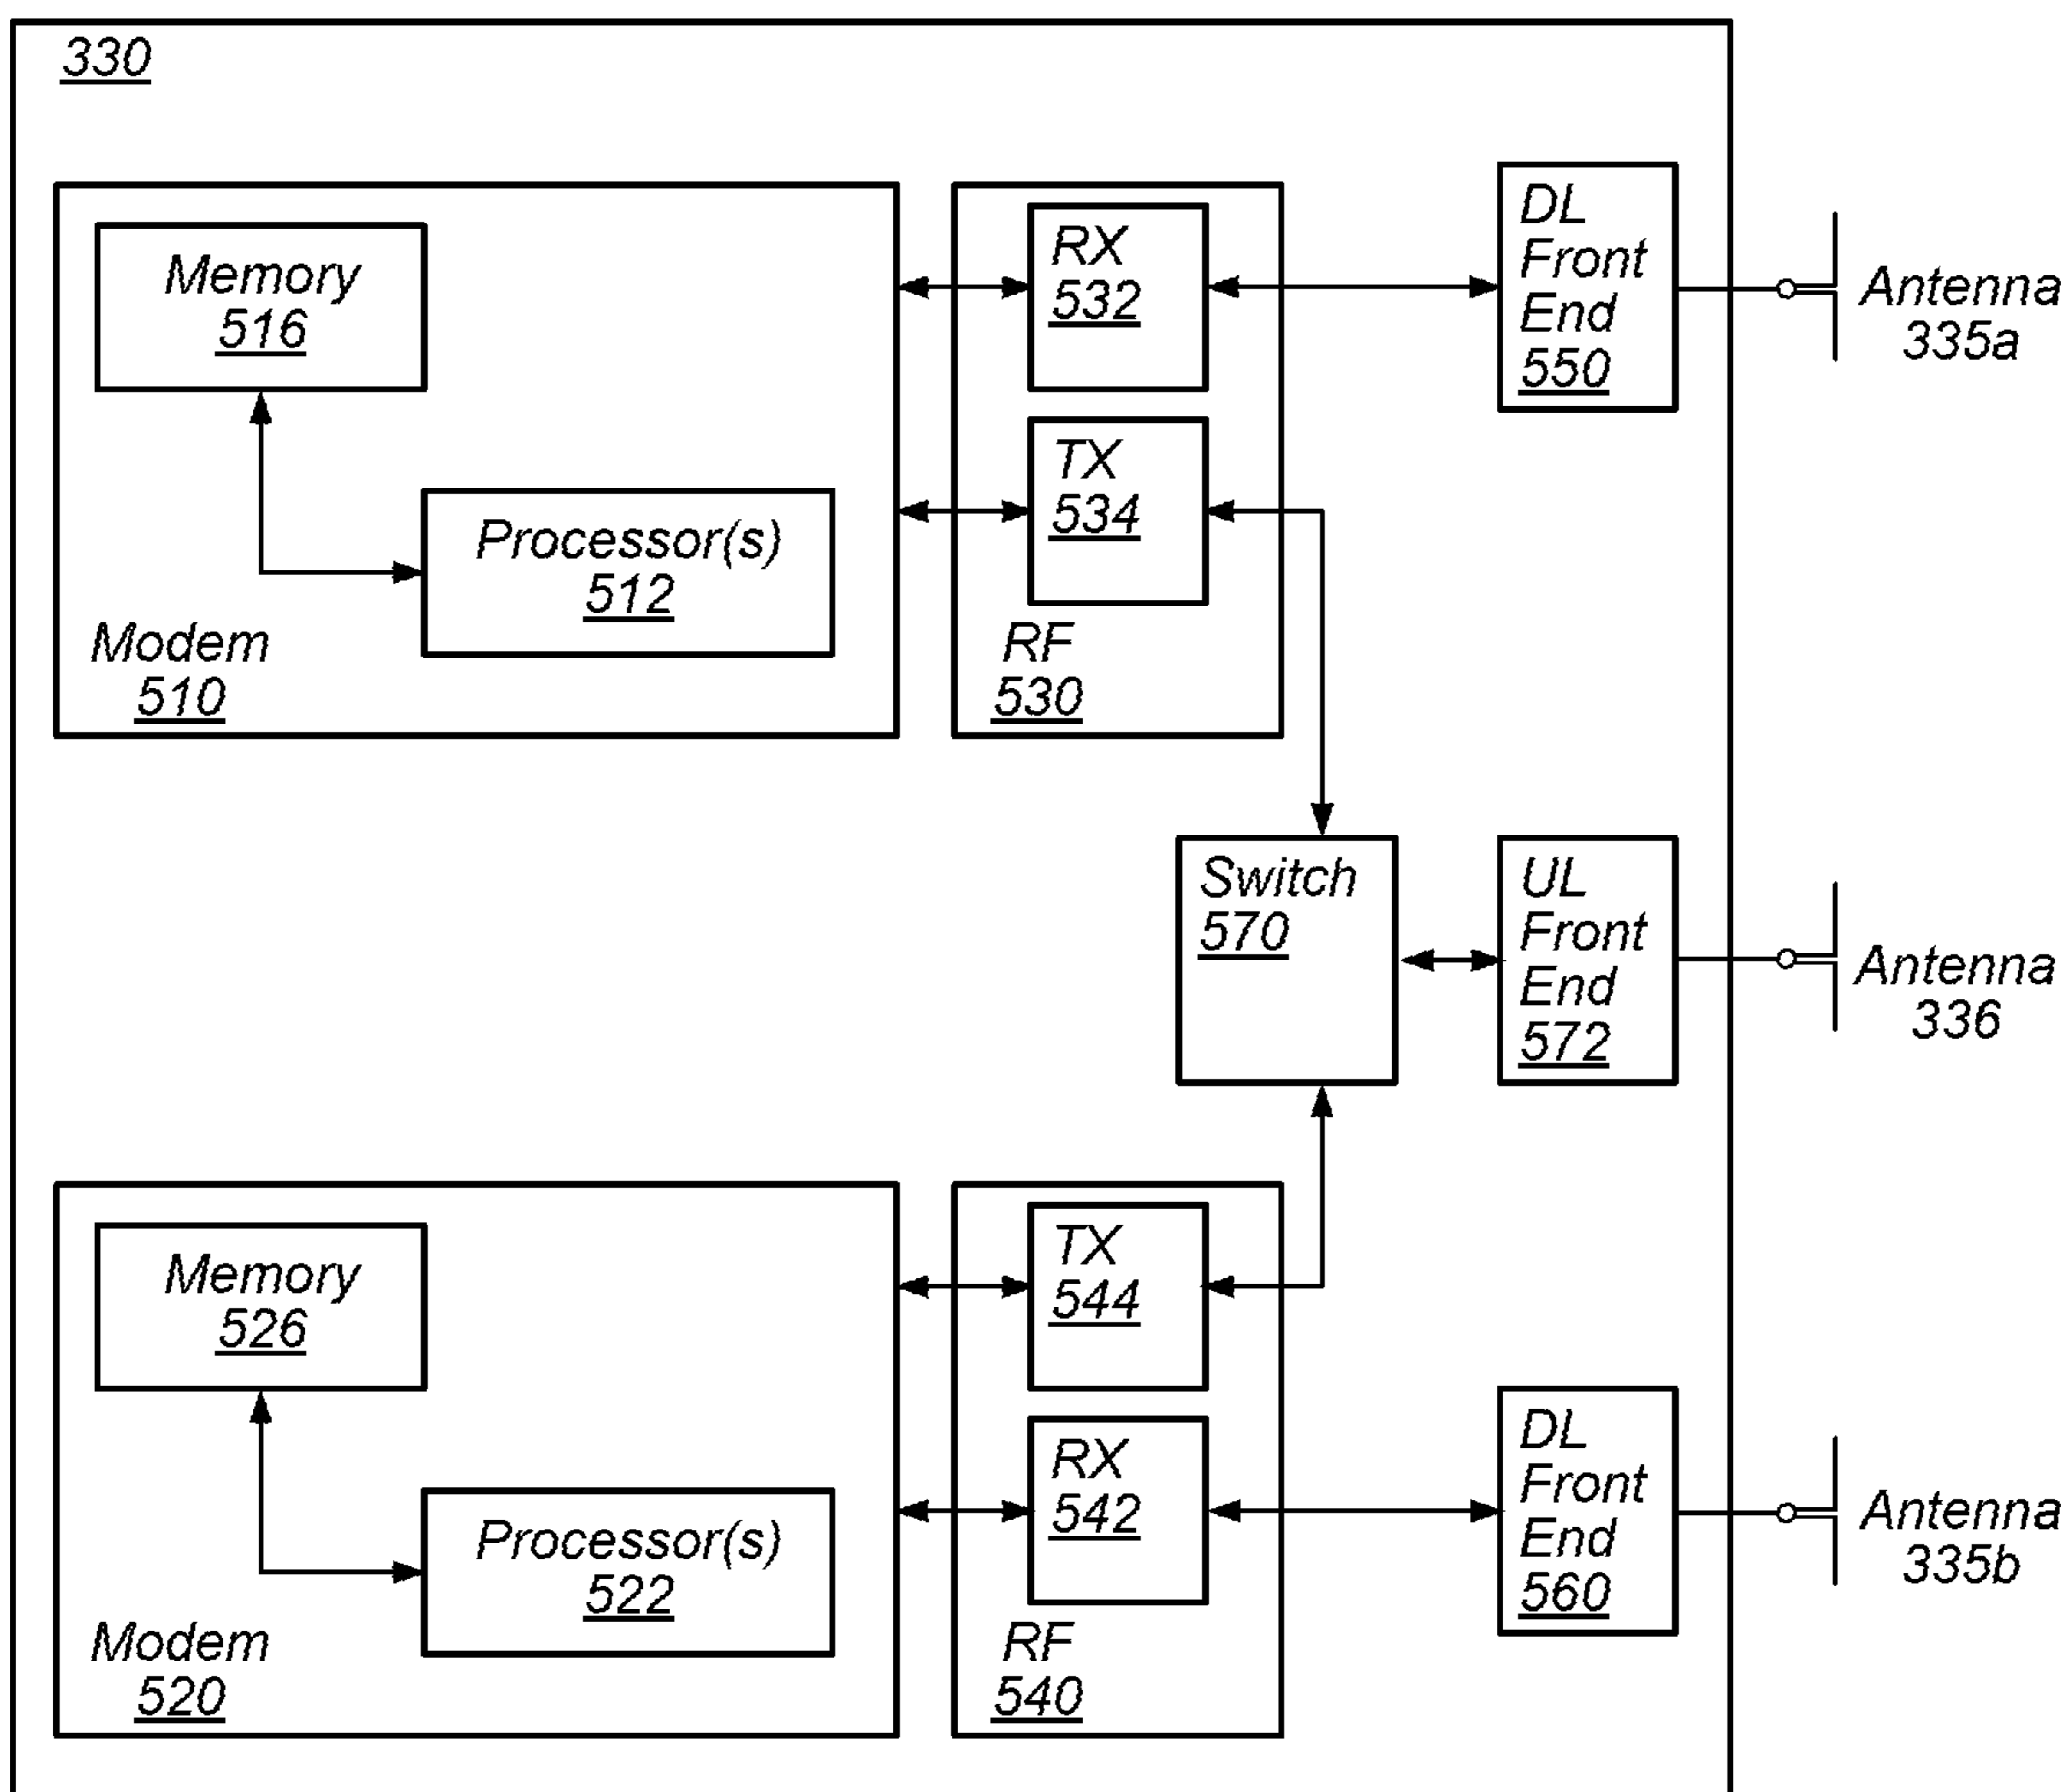 330
Memory
516
Processor(s)
512
Modem
510
RX
532
TX
534
RF
530
DL
Front
End
550
Antenna
335a
Switch
570
UL
Front
End
572
Antenna
336
Memory
526
Processor(s)
522
Modem
520
TX
544
RX
542
RF
540
DL
Front
End
560
Antenna
335b